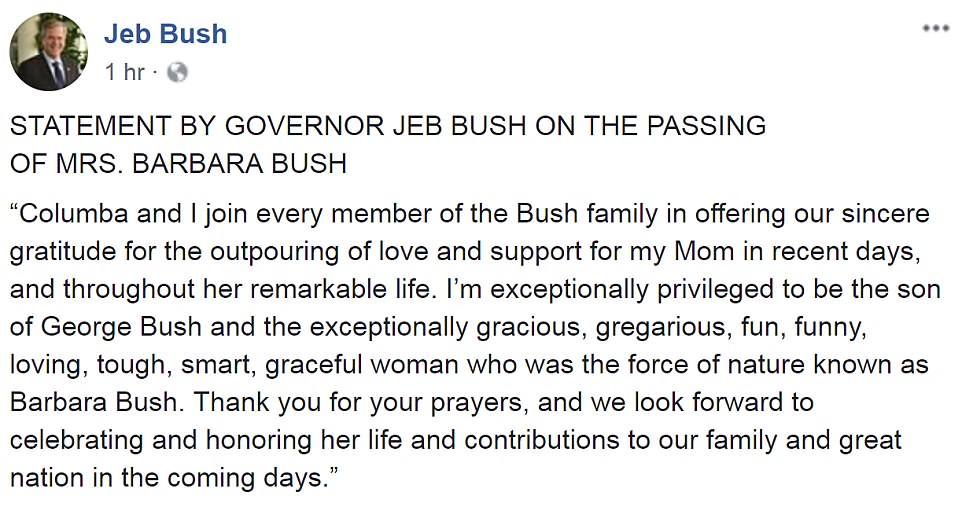 Jeb Bush
1 hr ·
STATEMENT BY GOVERNOR JEB BUSH ON THE PASSING
OF MRS. BARBARA BUSH
“Columba and I join every member of the Bush family in offering our sincere
gratitude for the outpouring of love and support for my Mom in recent days,
and throughout her remarkable life. I’m exceptionally privileged to be the son
of George Bush and the exceptionally gracious, gregarious, fun, funny,
loving, tough, smart, graceful woman who was the force of nature known as
Barbara Bush. Thank you for your prayers, and we look forward to
celebrating and honoring her life and contributions to our family and great
nation in the coming days.”